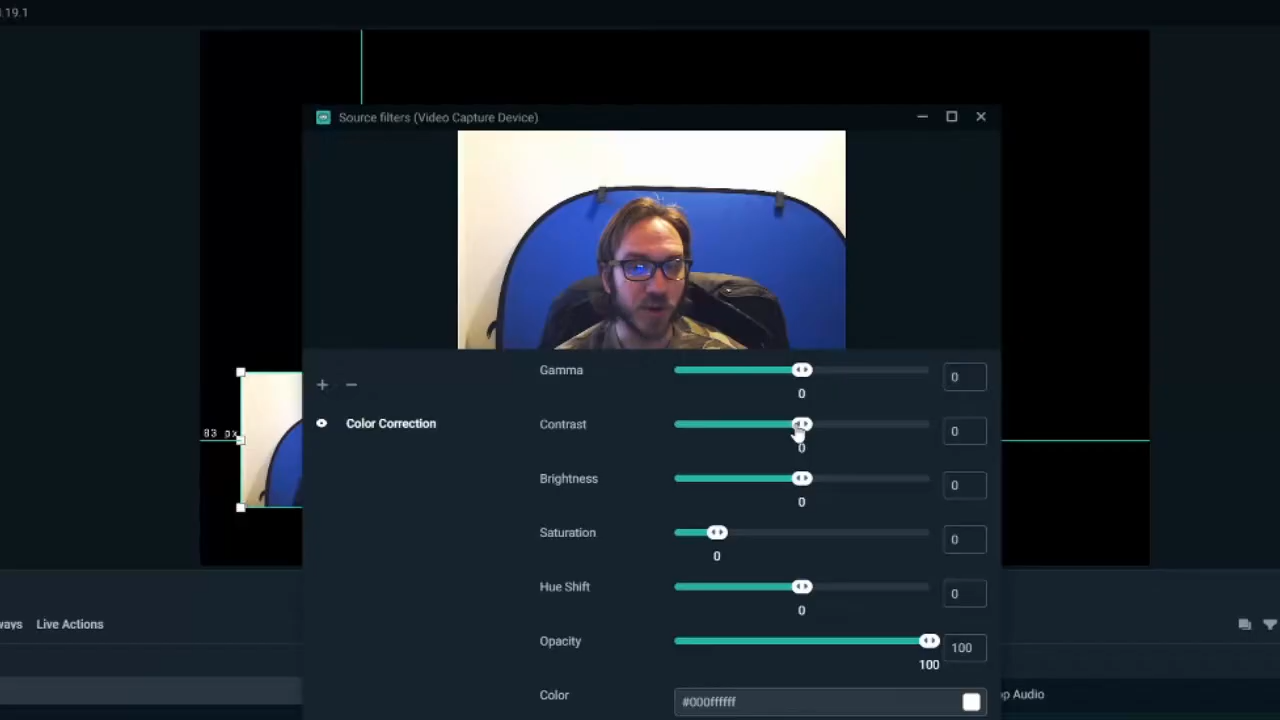 .19.1
Source filters (Video Capture Device)
Gamma
0
0
Color Correction
Contrast
0
0
83 px
Brightness
0
0
Saturation
0
0
Hue Shift
0
0
Live Actions
Opacity
100
100
Color
#000ffffff
Audio